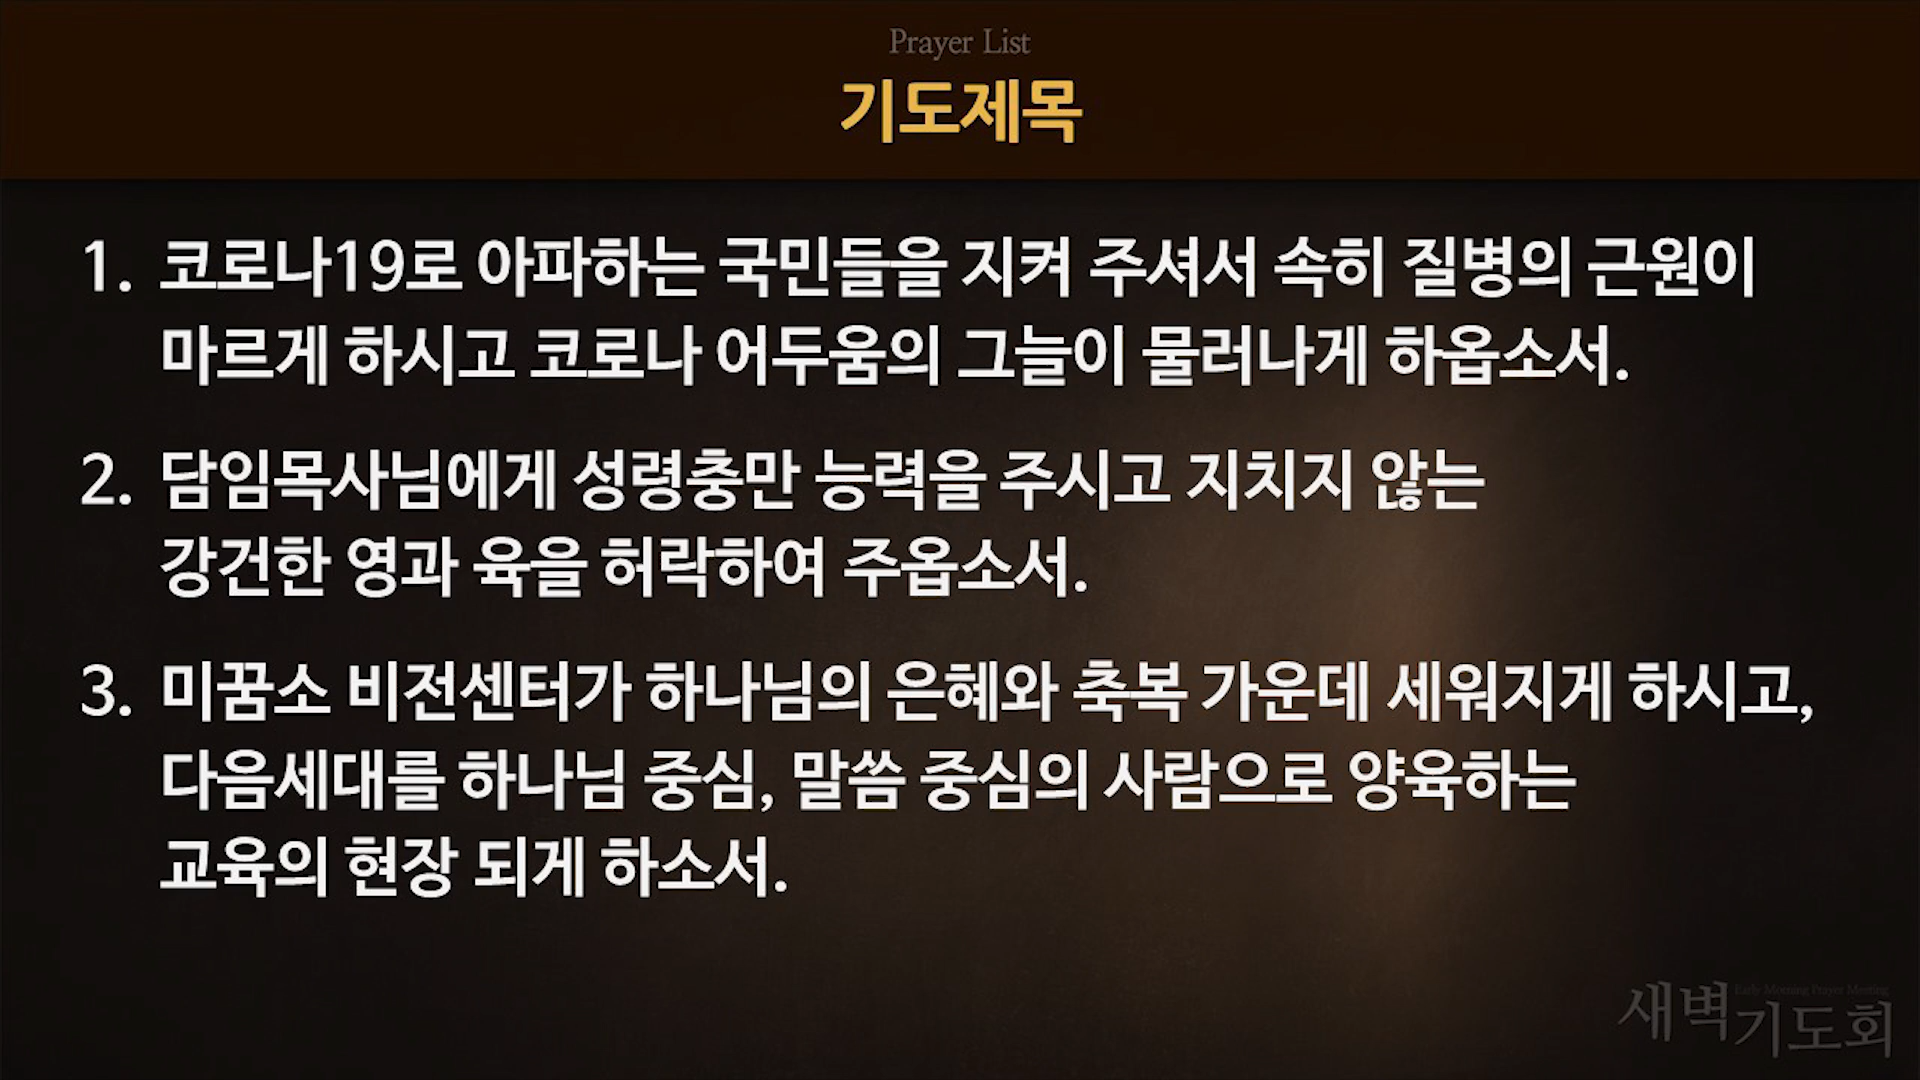 Prayer List
기도제목
1. 코로나19로 아파하는 국민들을 지켜 주셔서 속히 질병의 근원이
마르게 하시고 코로나 어두움의 그늘이 물러나게 하옵소서.
2. 담임목사님에게 성령충만 능력을 주시고 지치지 않는
강건한 영과 육을 허락하여 주옵소서.
3. 미꿈소 비전센터가 하나님의 은혜와 축복 가운데 세워지게 하시고,
다음세대를 하나님 중심, 말씀 중심의 사람으로 양육하는
교육의 현장 되게 하소서.
새벽기도회
Early Morning Prayer Meeting